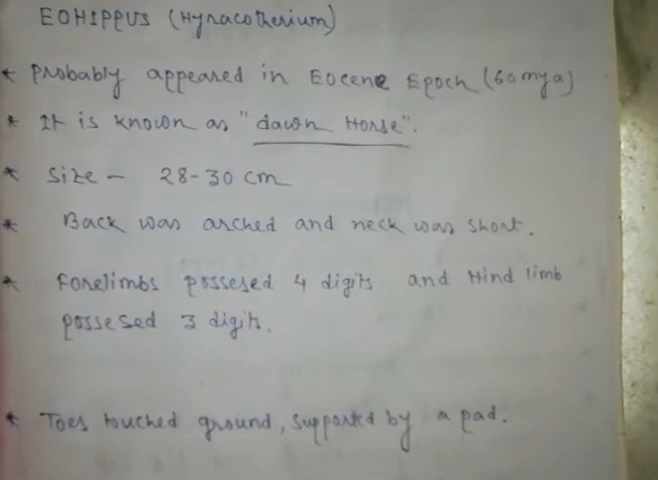 EOHIPPUS (Hyracotherium)
* Probably appeared in Eocene Epoch (60mya)
* It is known as "dawn Horse".
* Size - 28-30 cm
* Back was arched and neck was short.
* Forelimbs possesed 4 digits and Hind limb
possesed 3 digits.
* Toes touched ground, supported by a pad.